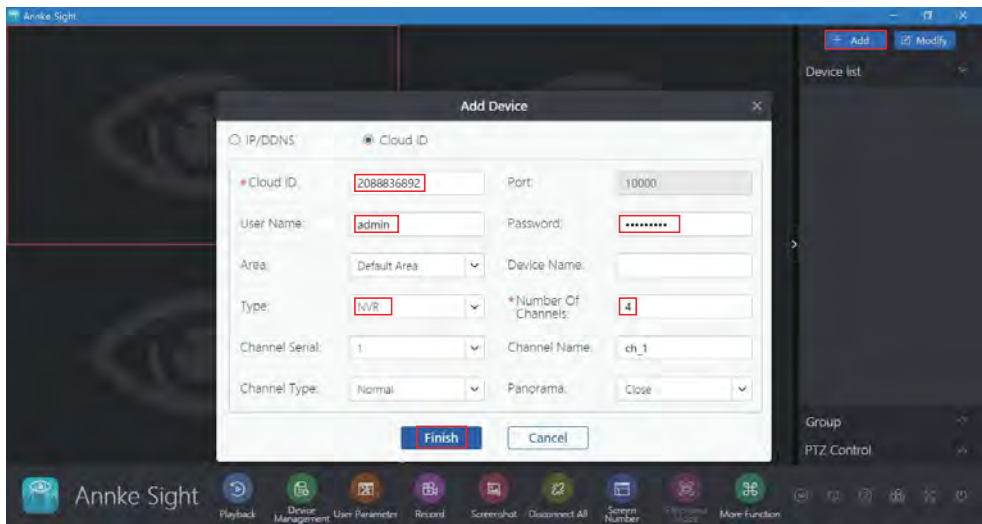 Annke Sight
Add Modify
Device list
Add Device
IP/DDNS Cloud ID
*Cloud ID: 2088836892 Port: 10000
User Name: admin Password: •••••••••
Area: Default Area Device Name:
Type: NVR *Number Of Channels: 4
Channel Serial: 1 Channel Name: ch_1
Channel Type: Normal Panorama: Close
Finish Cancel
Group
PTZ Control
Annke Sight
Playback
Device Management
User Parameter
Record
Screenshot
Disconnect All
Screen Number
More Function